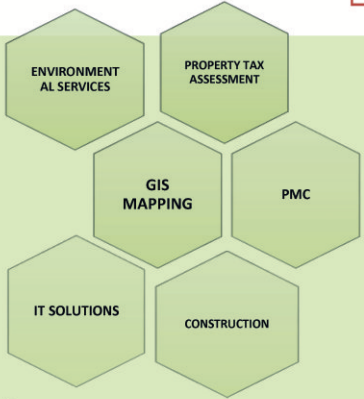 ENVIRONMENT
AL SERVICES
PROPERTY TAX
ASSESSMENT
GIS
MAPPING
PMC
IT SOLUTIONS
CONSTRUCTION